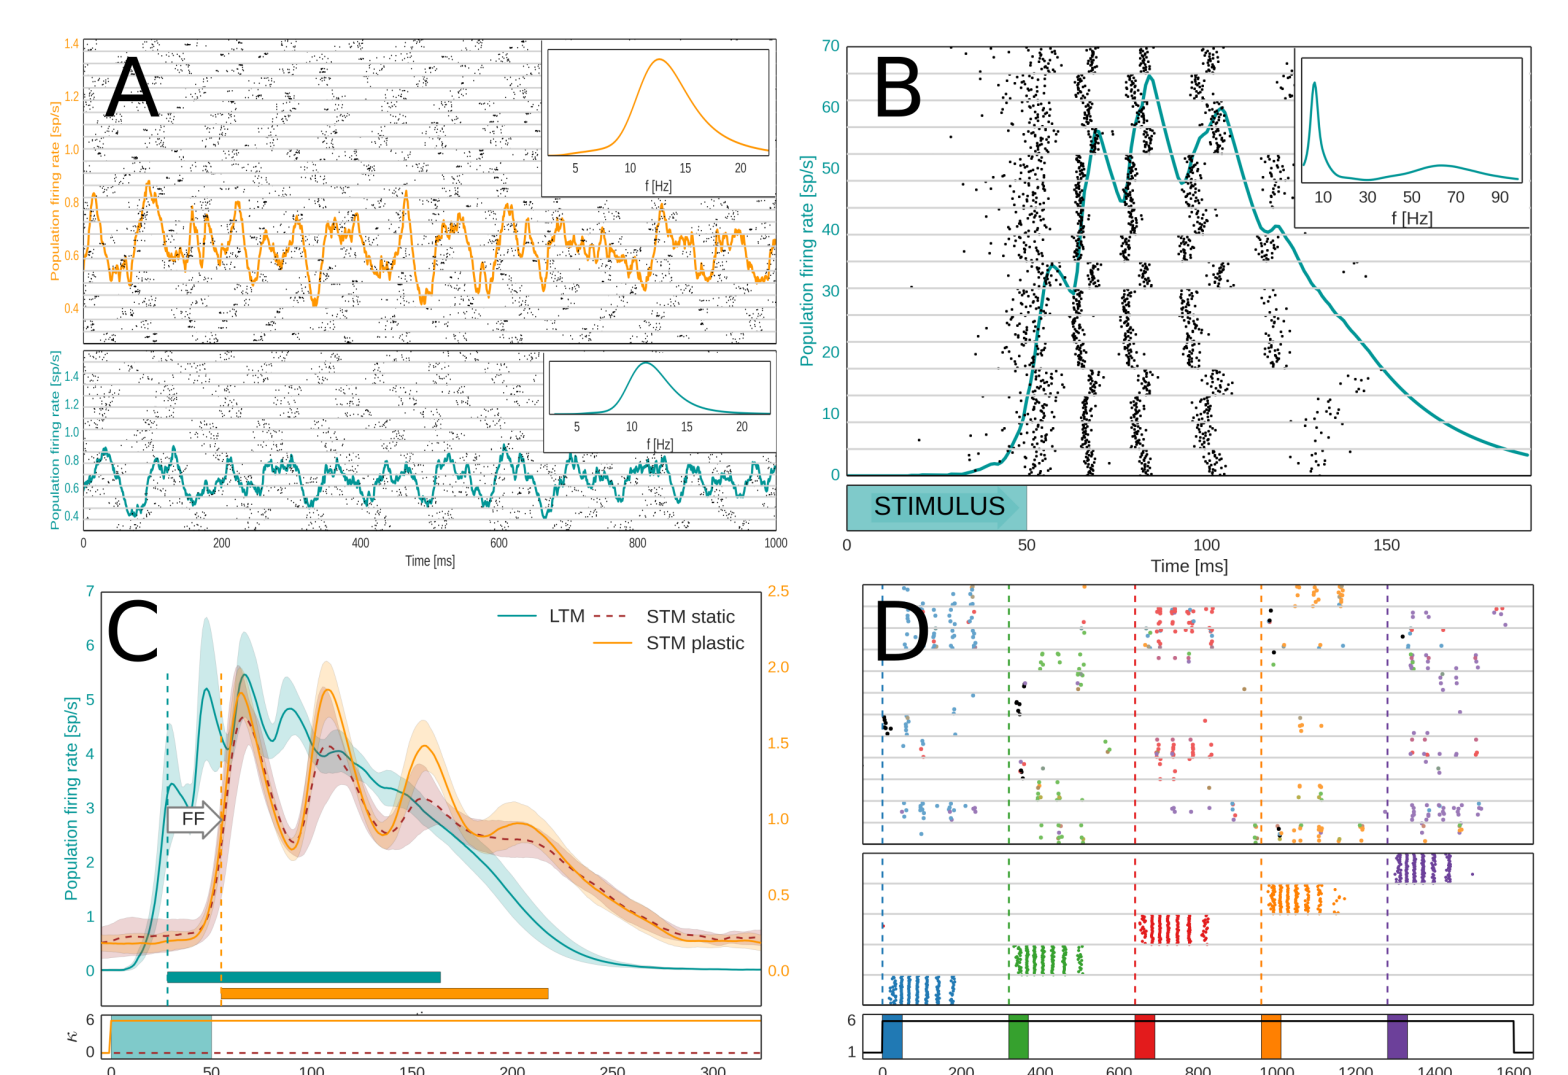 A
Population firing rate [sp/s]
1.4
1.2
1.0
0.8
0.6
0.4
5 10 15 20
f [Hz]
Population firing rate [sp/s]
1.4
1.2
1.0
0.8
0.6
0.4
5 10 15 20
f [Hz]
0 200 400 600 800 1000
Time [ms]
B
Population firing rate [sp/s]
70
60
50
40
30
20
10
0
10 30 50 70 90
f [Hz]
STIMULUS
0 50 100 150
Time [ms]
C
Population firing rate [sp/s]
7
6
5
4
3
2
1
0
2.5
2.0
1.5
1.0
0.5
0.0
LTM
STM static
STM plastic
FF
κ
6
0
0 50 100 150 200 250 300
D
6
1
0 200 400 600 800 1000 1200 1400 1600